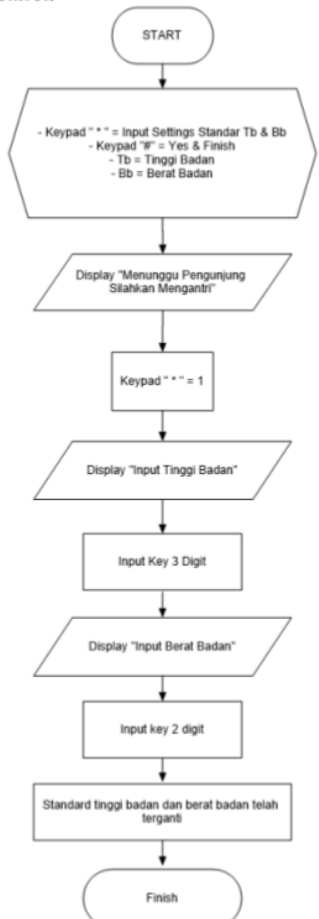 START
- Keypad " * " = Input Settings Standar Tb & Bb
- Keypad "#" = Yes & Finish
- Tb = Tinggi Badan
- Bb = Berat Badan
Display "Menunggu Pengunjung
Silahkan Mengantri"
Keypad " * " = 1
Display "Input Tinggi Badan"
Input Key 3 Digit
Display "Input Berat Badan"
Input key 2 digit
Standard tinggi badan dan berat badan telah
terganti
Finish